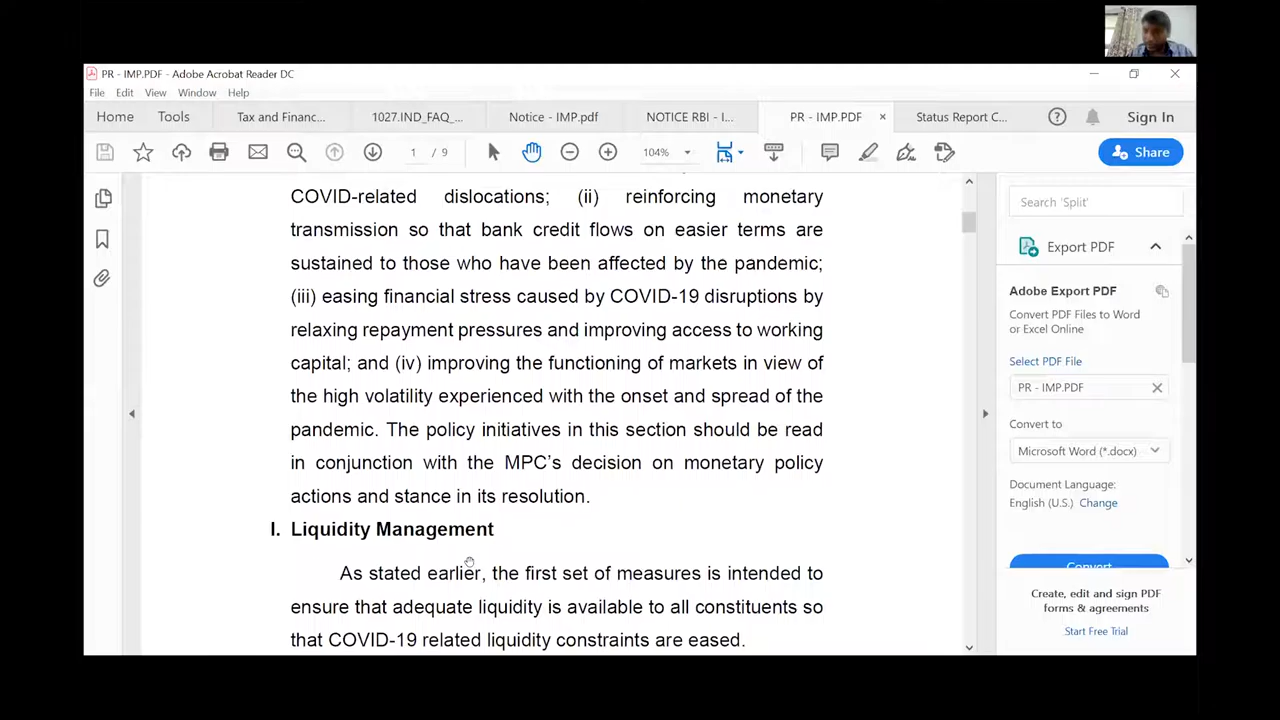 PR - IMP.PDF - Adobe Acrobat Reader DC
File Edit View Window Help
Home Tools Tax and Financ... 1027.IND_FAQ_... Notice - IMP.pdf NOTICE RBI - I... PR - IMP.PDF × Status Report C... Sign In
1 / 9 104% Share
COVID-related dislocations; (ii) reinforcing monetary
transmission so that bank credit flows on easier terms are
sustained to those who have been affected by the pandemic;
(iii) easing financial stress caused by COVID-19 disruptions by
relaxing repayment pressures and improving access to working
capital; and (iv) improving the functioning of markets in view of
the high volatility experienced with the onset and spread of the
pandemic. The policy initiatives in this section should be read
in conjunction with the MPC's decision on monetary policy
actions and stance in its resolution.
I. Liquidity Management
As stated earlier, the first set of measures is intended to
ensure that adequate liquidity is available to all constituents so
that COVID-19 related liquidity constraints are eased.
Search 'Split'
Export PDF
Adobe Export PDF
Convert PDF Files to Word
or Excel Online
Select PDF File
PR - IMP.PDF
Convert to
Microsoft Word (*.docx)
Document Language:
English (U.S.) Change
Convert
Create, edit and sign PDF
forms & agreements
Start Free Trial